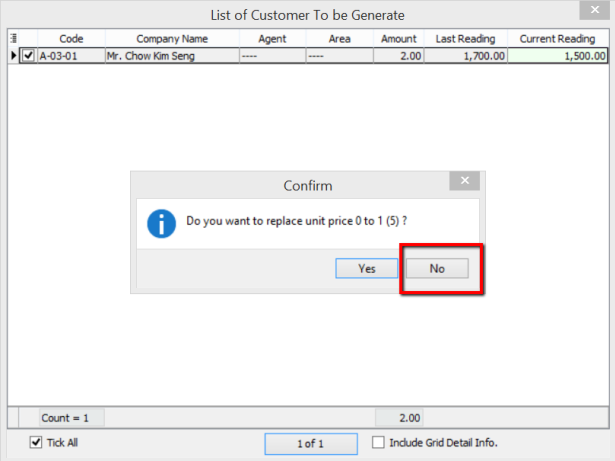 List of Customer To be Generate
Code Company Name Agent Area Amount Last Reading Current Reading
A-03-01 Mr. Chow Kim Seng ---- ---- 2.00 1,700.00 1,500.00
Confirm
Do you want to replace unit price 0 to 1 (5) ?
Yes No
Count = 1 2.00
Tick All 1 of 1 Include Grid Detail Info.